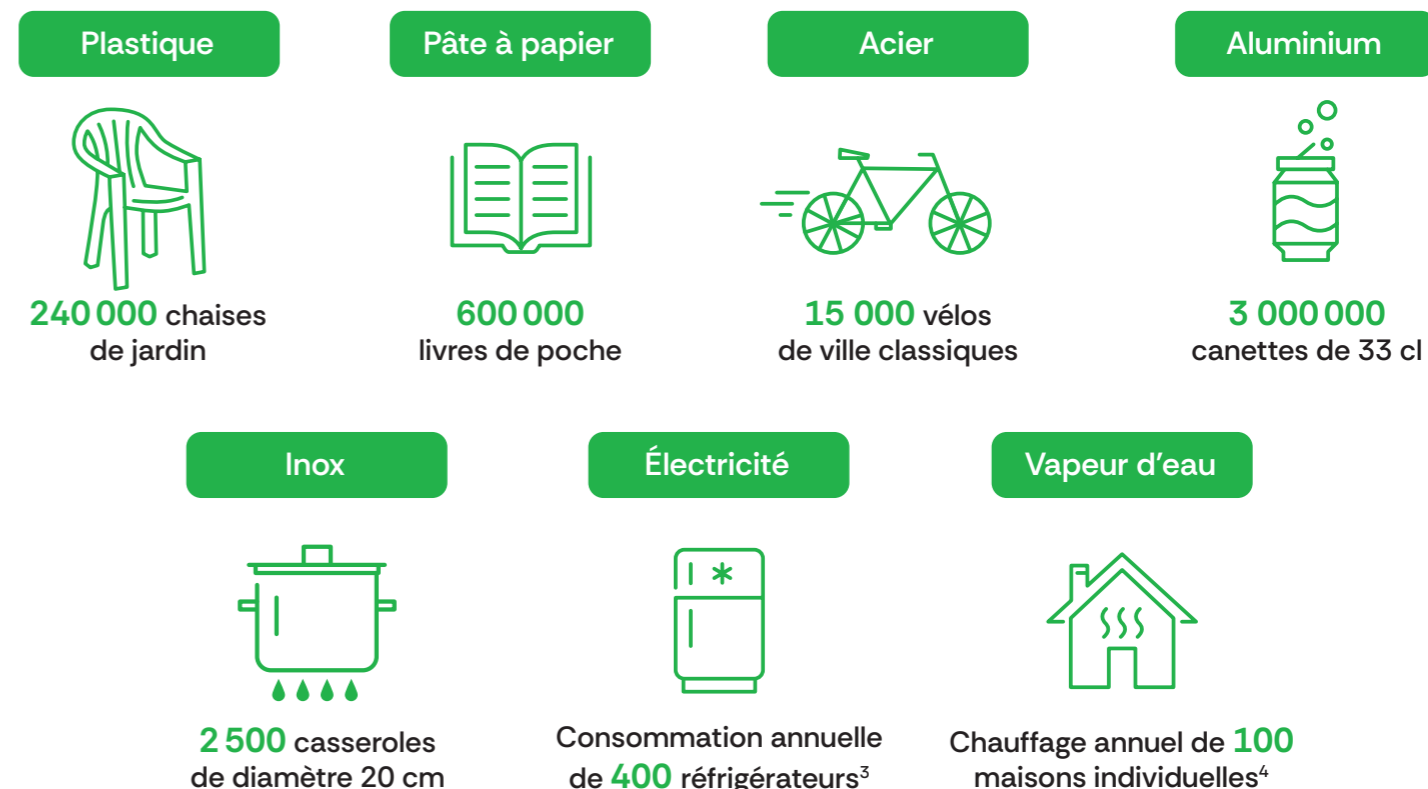 Plastique
Pâte à papier
Acier
Aluminium
240 000 chaises
de jardin
600 000
livres de poche
15 000 vélos
de ville classiques
3 000 000
canettes de 33 cl
Inox
Électricité
Vapeur d’eau
2 500 casseroles
de diamètre 20 cm
Consommation annuelle
de 400 réfrigérateurs³
Chauffage annuel de 100
maisons individuelles⁴